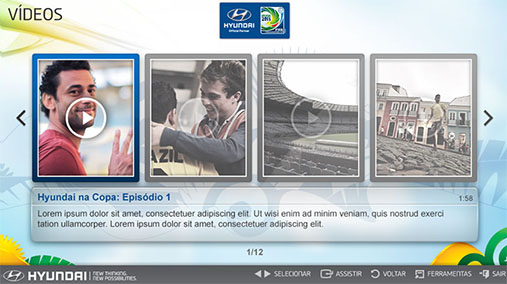 VÍDEOS
HYUNDAI
Official Partner
AZIL
Hyundai na Copa: Episódio 1
1:58
Lorem ipsum dolor sit amet, consectetuer adipiscing elit. Ut wisi enim ad minim veniam, quis nostrud exerci
tation ullamcorper. Lorem ipsum dolor sit amet, consectetuer adipiscing elit.
1/12
HYUNDAI
NEW THINKING.
NEW POSSIBILITIES.
SELECIONAR
ASSISTIR
VOLTAR
FERRAMENTAS
SAIR